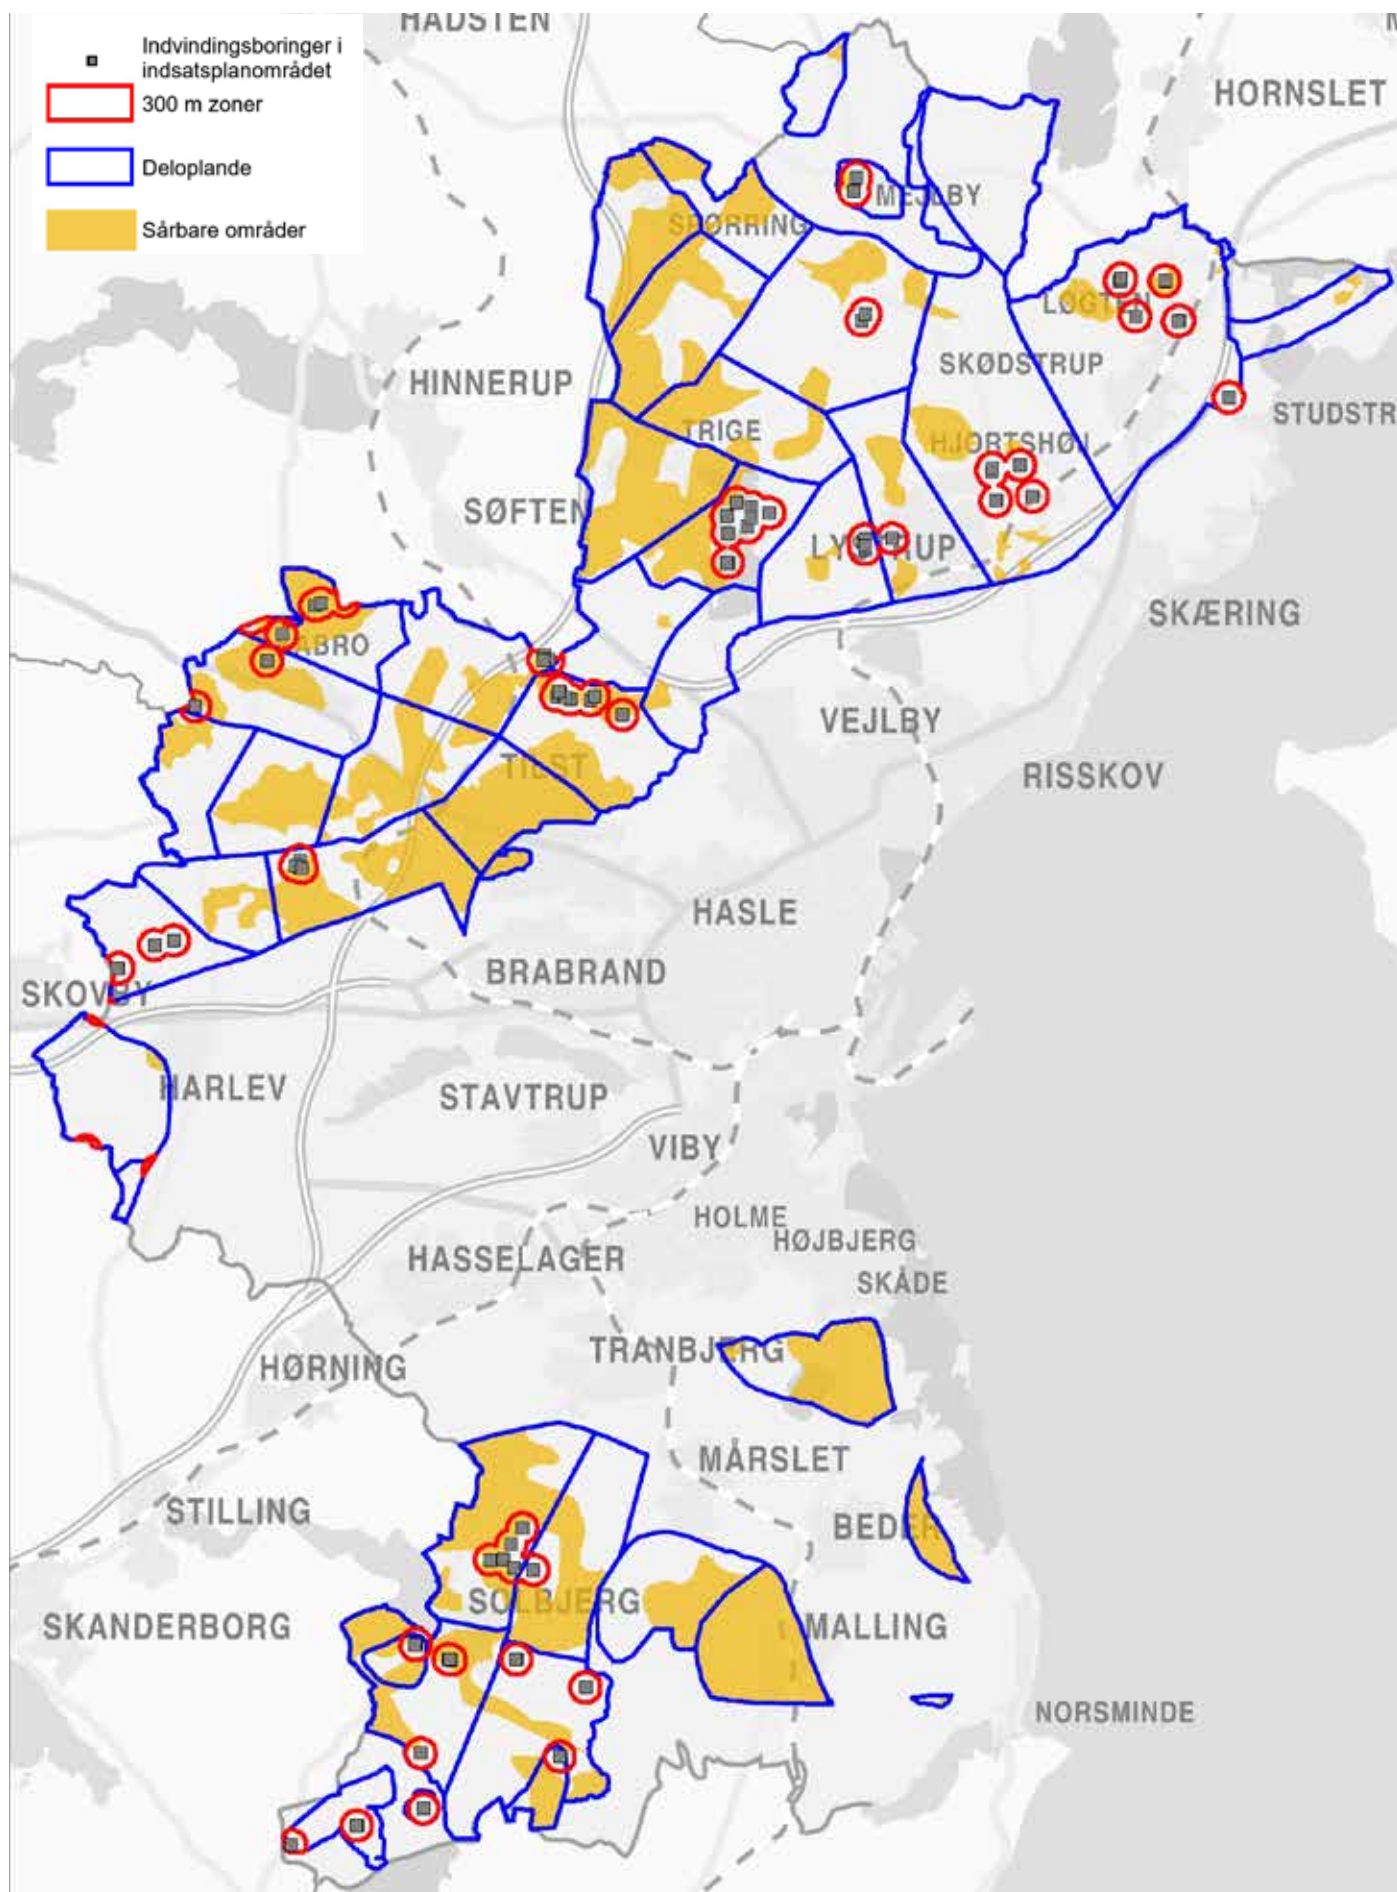 HADSTEN
Indvindingsboringer i
indsatsplanområdet
300 m zoner
HORNSLET
Deloplande
MEJLBY
Sårbare områder
SPØRRING
LØGTEN
SKØDSTRUP
HINNERUP
STUDSTR
TRIGE
HJORTSHØJ
SØFTEN
LYSTRUP
SKÆRING
ABRO
VEJLBY
TILST
RISSKOV
HASLE
BRABRAND
SKOVBY
HARLEV
STAVTRUP
VIBY
HOLME
HØJBJERG
HASSELAGER
SKÅDE
TRANBJERG
HØRNING
MÅRSLET
STILLING
BEDER
SOLBJERG
SKANDERBORG
MALLING
NORSMINDE